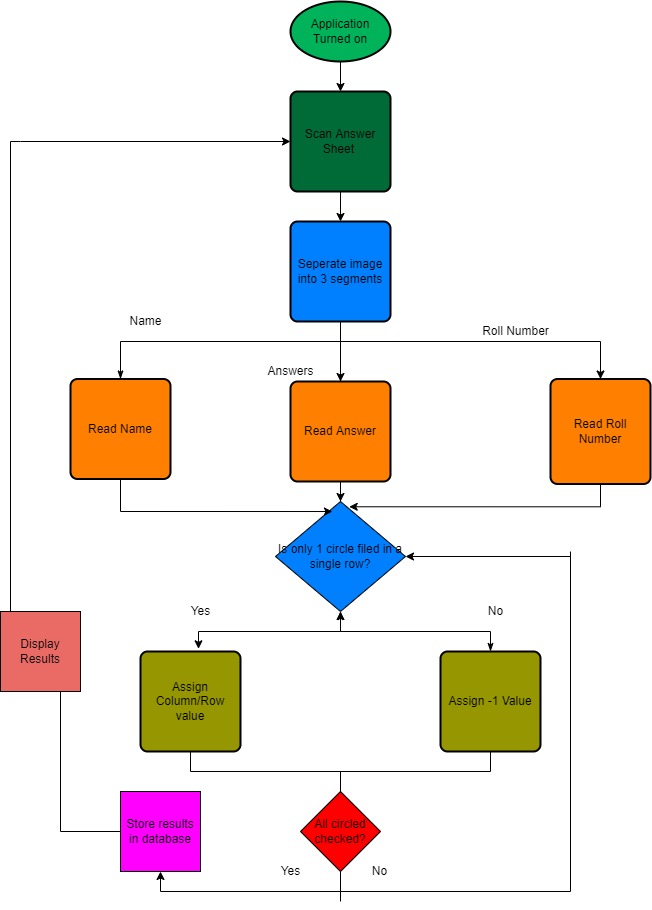 Application
Turned on
Scan Answer
Sheet
Seperate image
into 3 segments
Name
Roll Number
Answers
Read Name
Read Answer
Read Roll
Number
Is only 1 circle filed in a
single row?
Yes
No
Display
Results
Assign
Column/Row
value
Assign -1 Value
Store results
in database
All circled
checked?
Yes
No